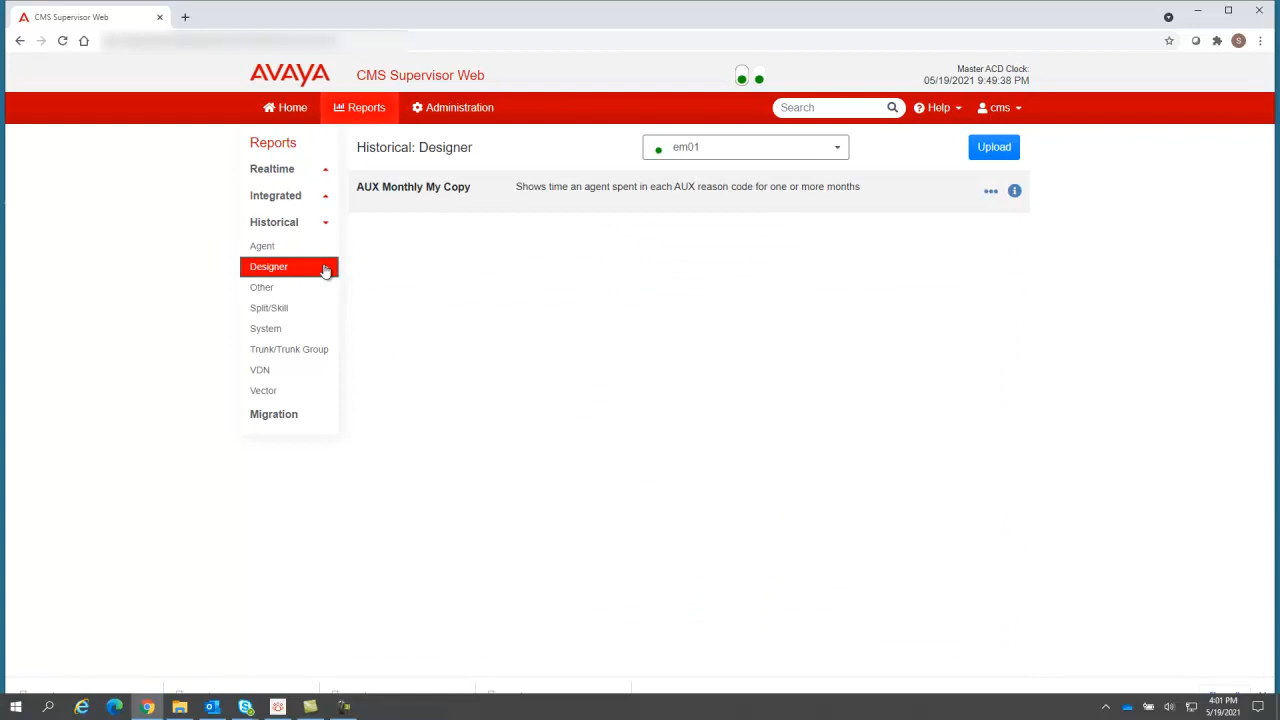 CMS Supervisor Web
AVAYA CMS Supervisor Web
Master ACD Clock:
05/19/2021 9:49:38 PM
Home Reports Administration Search Help cms
Reports
Historical: Designer em01 Upload
Realtime
AUX Monthly My Copy Shows time an agent spent in each AUX reason code for one or more months
Integrated
Historical
Agent
Designer
Other
Split/Skill
System
Trunk/Trunk Group
VDN
Vector
Migration
4:01 PM
5/19/2021